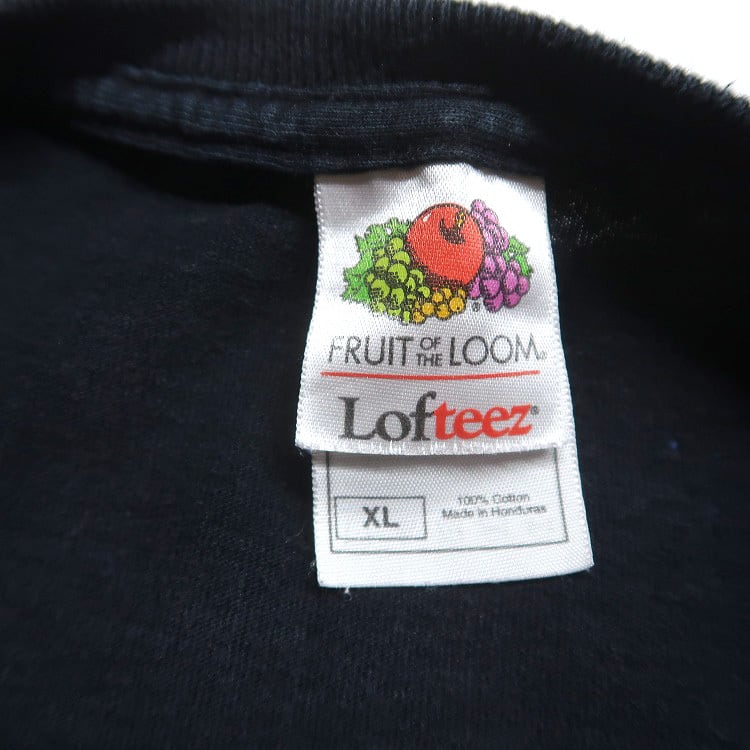 ®
FRUIT OF THE LOOM®
Lofteez®
XL
100% Cotton
Made in Honduras